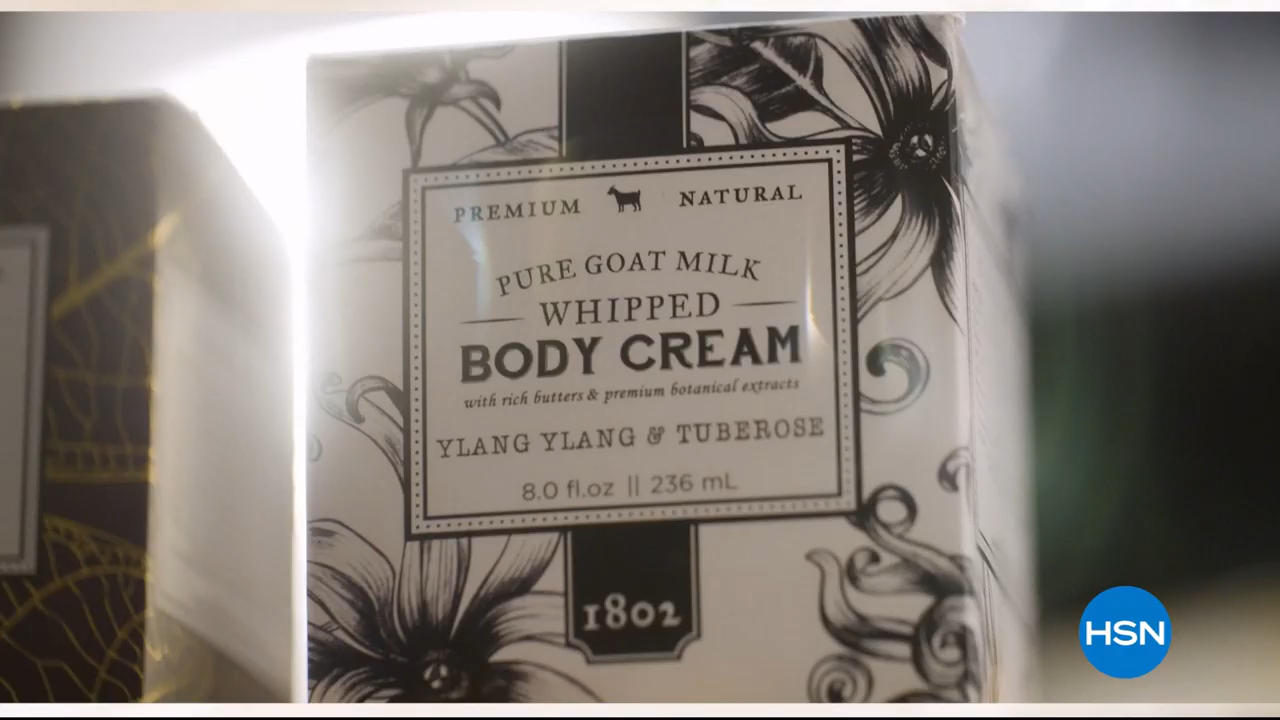 PREMIUM NATURAL
PURE GOAT MILK
WHIPPED
BODY CREAM
with rich butters & premium botanical extracts
YLANG YLANG & TUBEROSE
8.0 fl.oz || 236 mL
1802
HSN